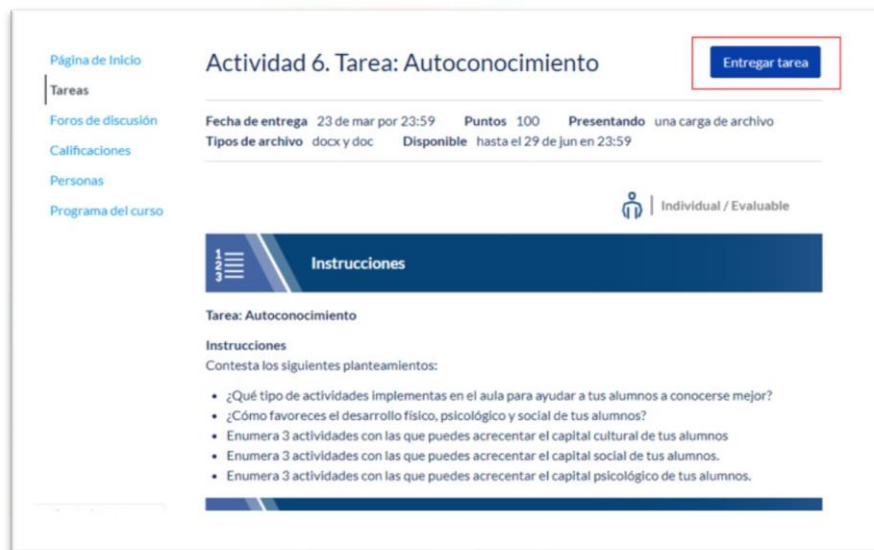 Página de Inicio
Tareas
Foros de discusión
Calificaciones
Personas
Programa del curso
Actividad 6. Tarea: Autoconocimiento
Entregar tarea
Fecha de entrega 23 de mar por 23:59 Puntos 100 Presentando una carga de archivo
Tipos de archivo docx y doc Disponible hasta el 29 de jun en 23:59
Individual / Evaluable
1
2
3
Instrucciones
Tarea: Autoconocimiento
Instrucciones
Contesta los siguientes planteamientos:
• ¿Qué tipo de actividades implementas en el aula para ayudar a tus alumnos a conocerse mejor?
• ¿Cómo favoreces el desarrollo físico, psicológico y social de tus alumnos?
• Enumera 3 actividades con las que puedes acrecentar el capital cultural de tus alumnos
• Enumera 3 actividades con las que puedes acrecentar el capital social de tus alumnos.
• Enumera 3 actividades con las que puedes acrecentar el capital psicológico de tus alumnos.